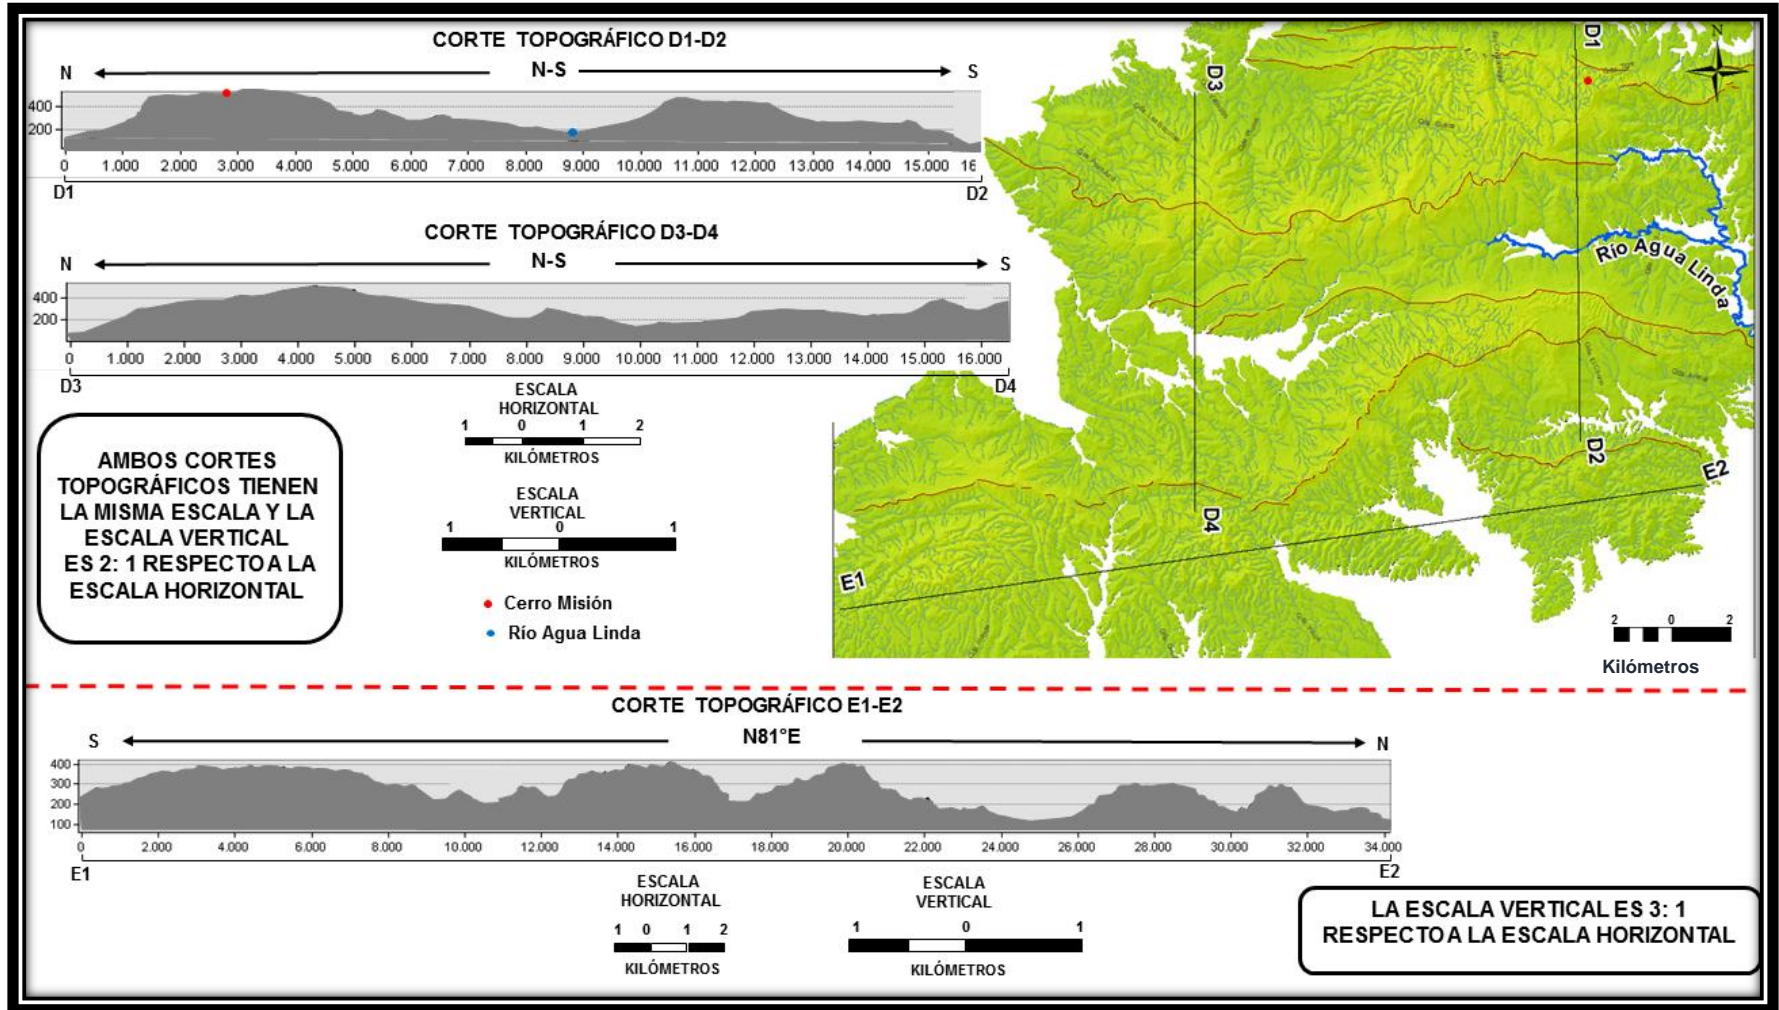 CORTE TOPOGRÁFICO D1-D2
N
N-S
S
400
200
0 1.000 2.000 3.000 4.000 5.000 6.000 7.000 8.000 9.000 10.000 11.000 12.000 13.000 14.000 15.000 16
D1
D2
CORTE TOPOGRÁFICO D3-D4
N
N-S
S
400
200
0 1.000 2.000 3.000 4.000 5.000 6.000 7.000 8.000 9.000 10.000 11.000 12.000 13.000 14.000 15.000 16.000
D3
D4
AMBOS CORTES
TOPOGRÁFICOS TIENEN
LA MISMA ESCALA Y LA
ESCALA VERTICAL
ES 2: 1 RESPECTO A LA
ESCALA HORIZONTAL
ESCALA
HORIZONTAL
1 0 1 2
KILÓMETROS
ESCALA
VERTICAL
1 0 1
KILÓMETROS
Cerro Misión
Río Agua Linda
D3
D1
N
Río Agua Linda
D2
E2
D4
E1
2 0 2
Kilómetros
CORTE TOPOGRÁFICO E1-E2
S
N81°E
N
400
300
200
100
0 2.000 4.000 6.000 8.000 10.000 12.000 14.000 16.000 18.000 20.000 22.000 24.000 26.000 28.000 30.000 32.000 34.000
E1
E2
ESCALA
HORIZONTAL
1 0 1 2
KILÓMETROS
ESCALA
VERTICAL
1 0 1
KILÓMETROS
LA ESCALA VERTICAL ES 3: 1
RESPECTO A LA ESCALA HORIZONTAL